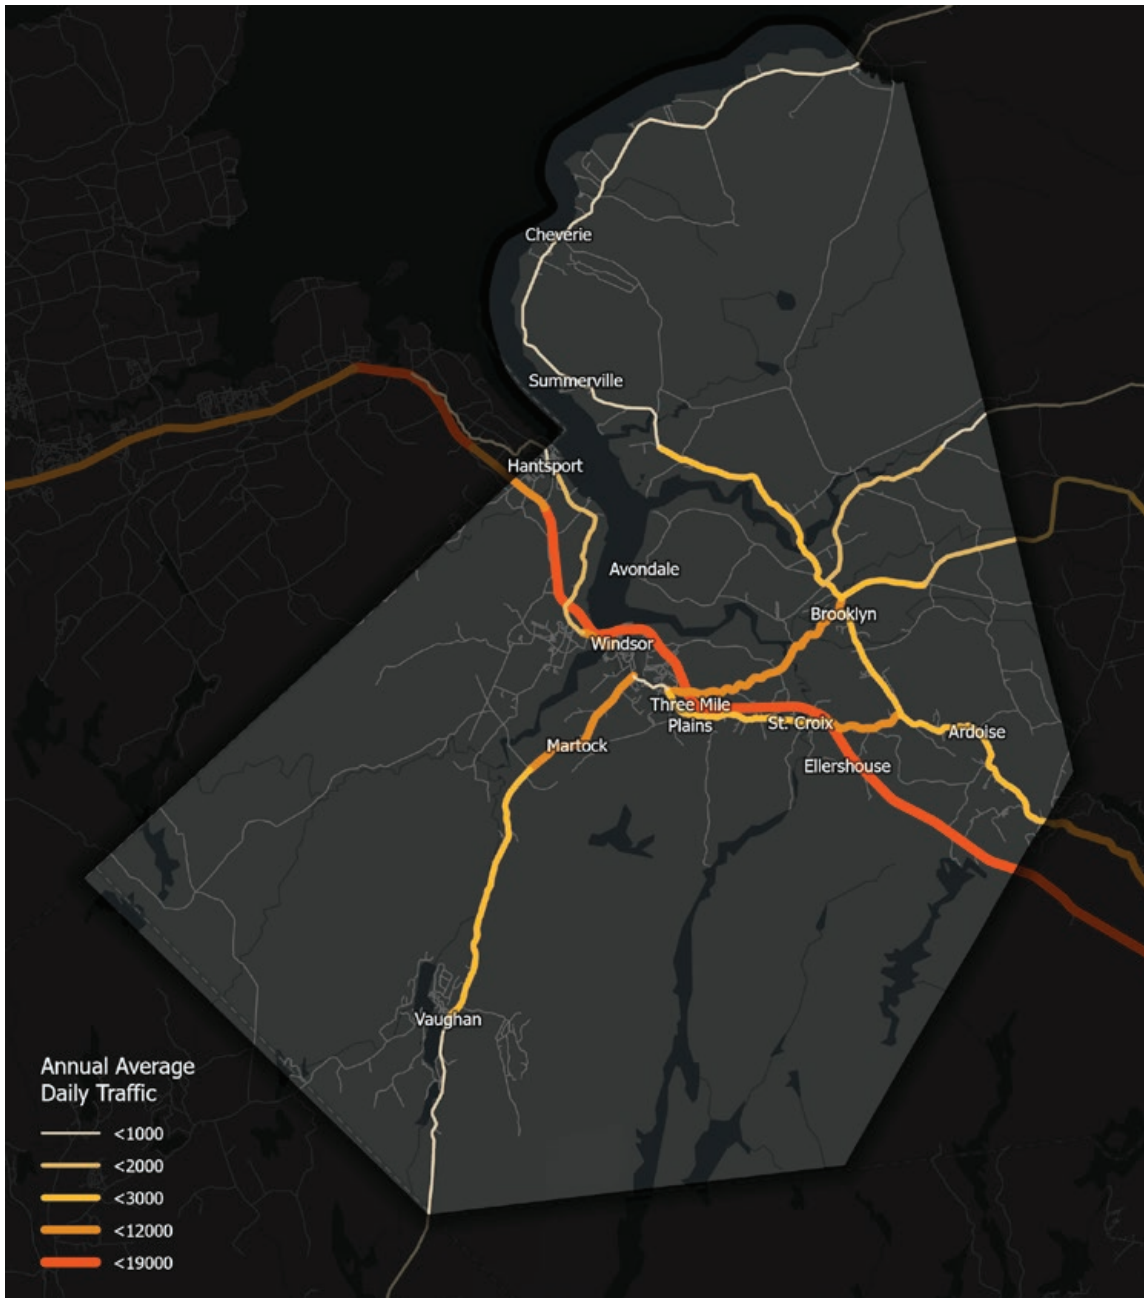 Cheverie
Summerville
Hantsport
Avondale
Brooklyn
Windsor
Three Mile
Plains
St. Croix
Ardoise
Martock
Ellershouse
Vaughan
Annual Average
Daily Traffic
<1000
<2000
<3000
<12000
<19000